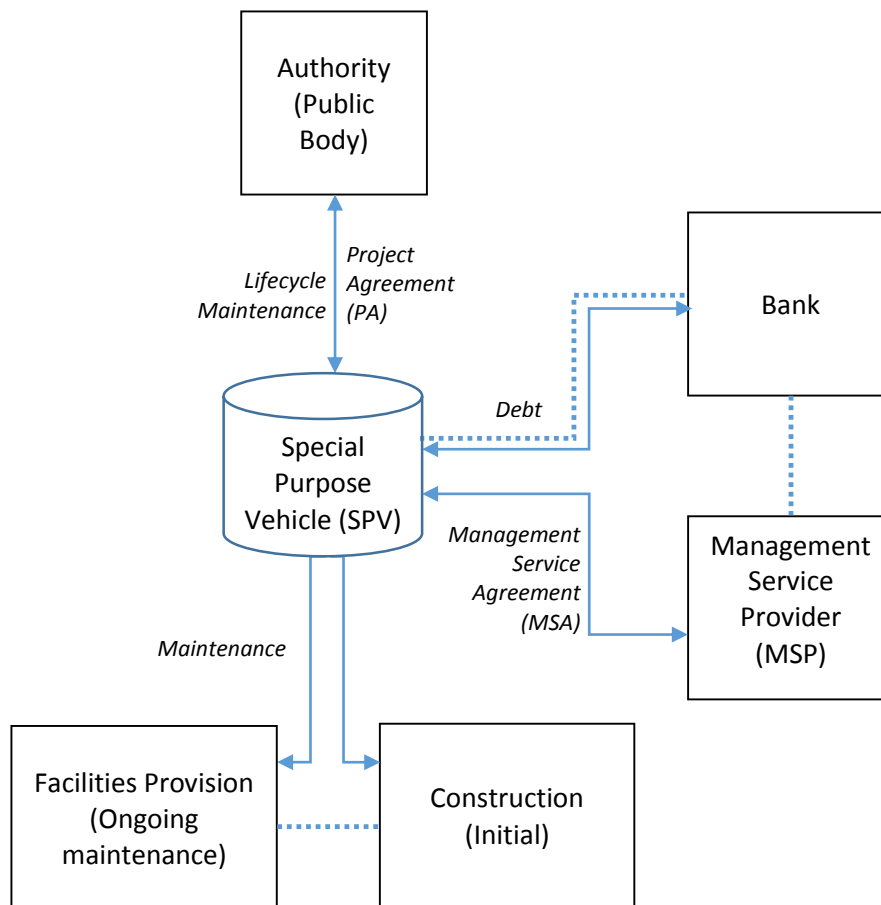 Authority
(Public
Body)
Lifecycle
Maintenance
Project
Agreement
(PA)
Bank
Debt
Special
Purpose
Vehicle (SPV)
Management
Service
Agreement
(MSA)
Management
Service
Provider
(MSP)
Maintenance
Facilities Provision
(Ongoing
maintenance)
Construction
(Initial)